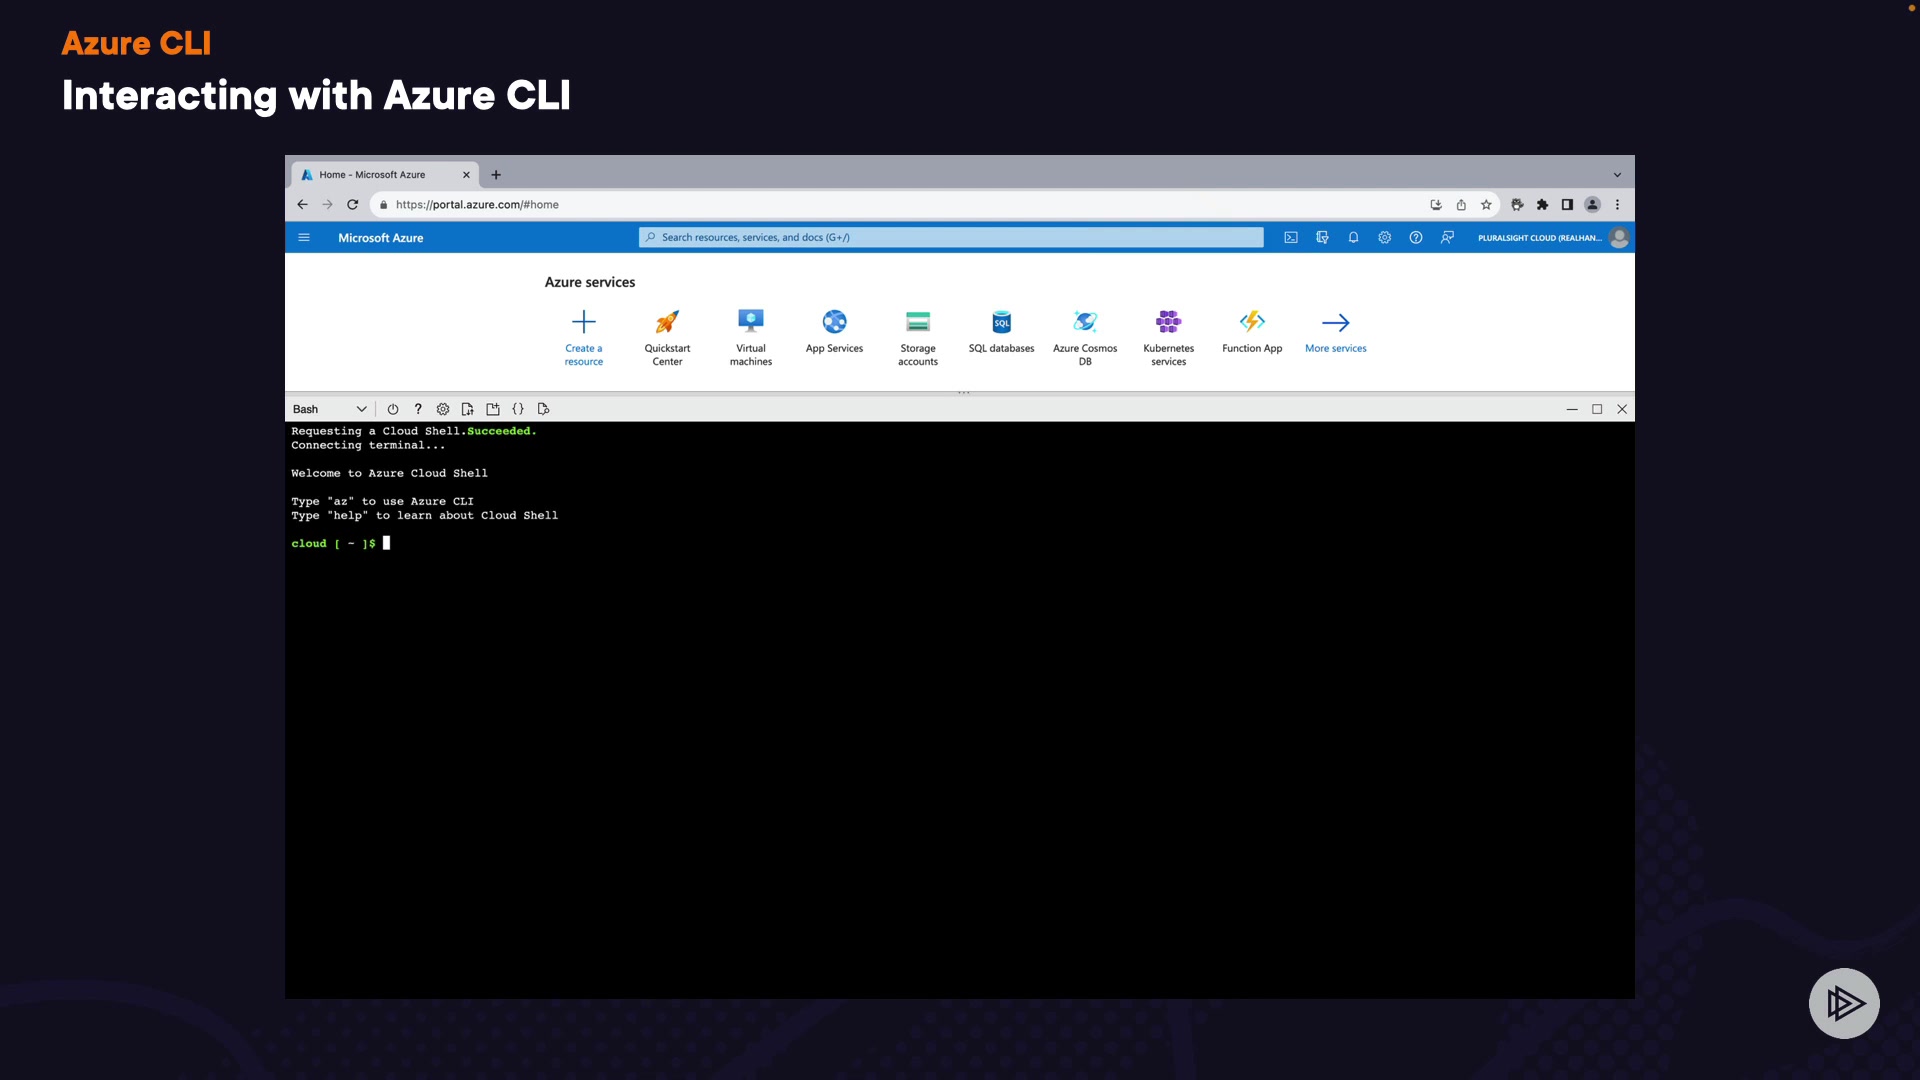 Azure CLI
Interacting with Azure CLI
Home - Microsoft Azure
https://portal.azure.com/#home
Microsoft Azure
Search resources, services, and docs (G+/)
PLURALSIGHT CLOUD (REALHAN...
Azure services
Create a resource
Quickstart Center
Virtual machines
App Services
Storage accounts
SQL
SQL databases
Azure Cosmos DB
Kubernetes services
Function App
More services
Bash
Requesting a Cloud Shell.Succeeded.
Connecting terminal...
Welcome to Azure Cloud Shell
Type "az" to use Azure CLI
Type "help" to learn about Cloud Shell
cloud [ ~ ]$